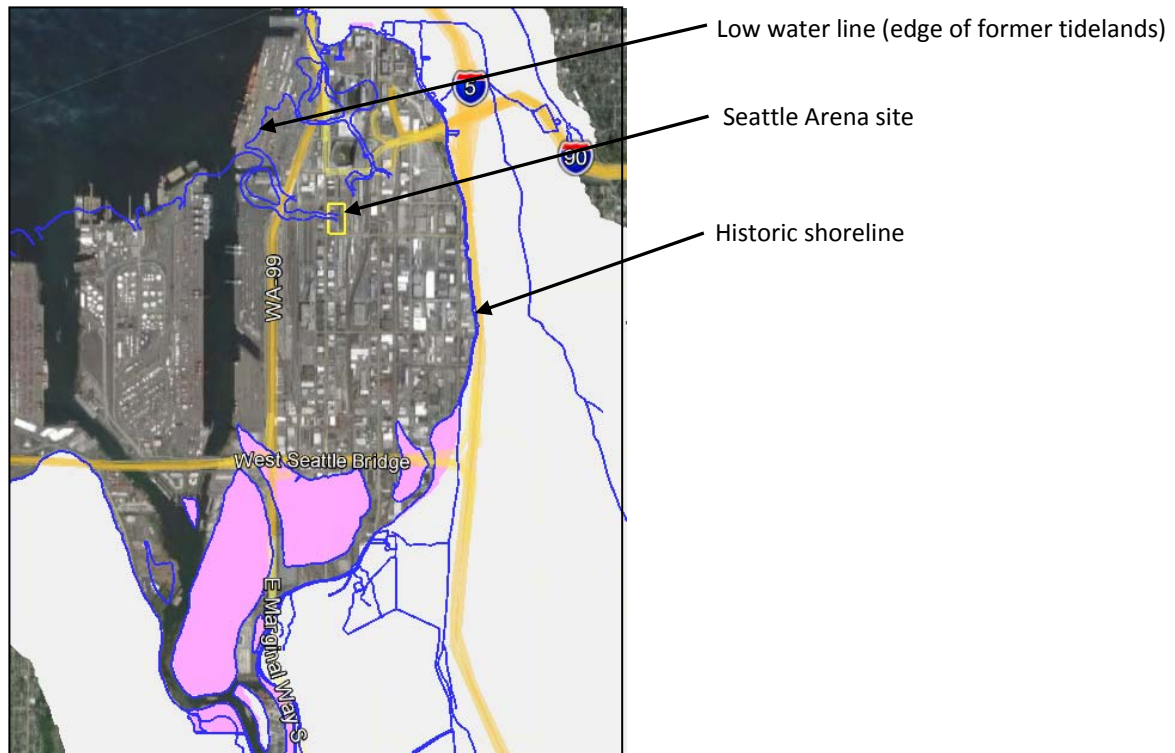 Low water line (edge of former tidelands)
5
Seattle Arena site
90
Historic shoreline
WA-99
West Seattle Bridge
E Marginal Way S